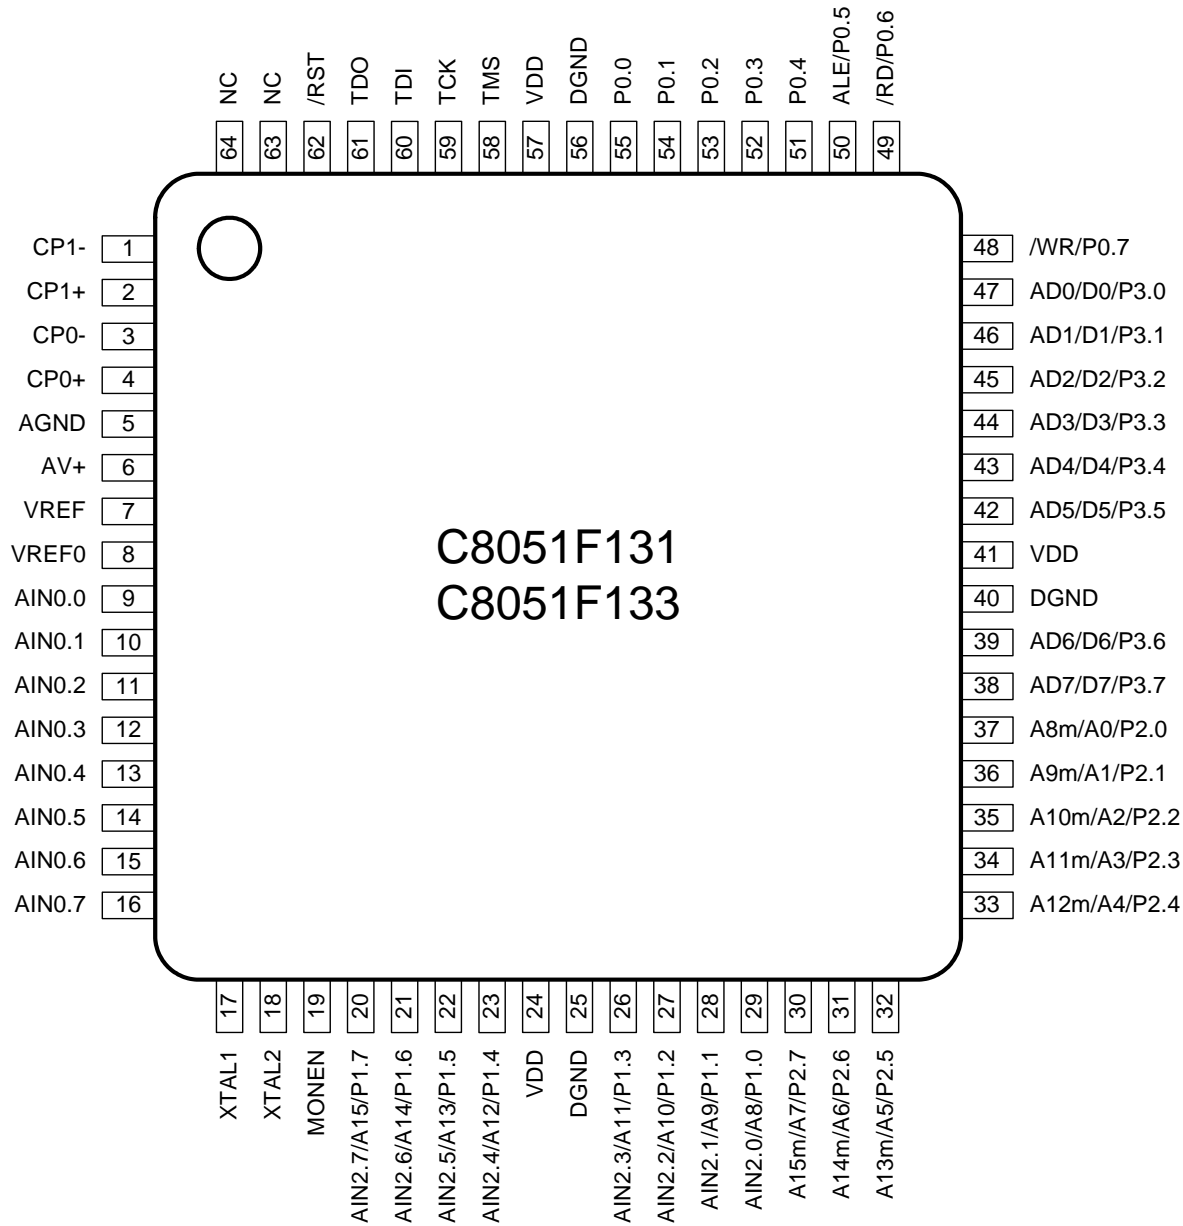 NC
NC
/RST
TDO
TDI
TCK
TMS
VDD
DGND
P0.0
P0.1
P0.2
P0.3
P0.4
ALE/P0.5
/RD/P0.6
64
63
62
61
60
59
58
57
56
55
54
53
52
51
50
49
CP1- 1
CP1+ 2
CP0- 3
CP0+ 4
AGND 5
AV+ 6
VREF 7
VREF0 8
AIN0.0 9
AIN0.1 10
AIN0.2 11
AIN0.3 12
AIN0.4 13
AIN0.5 14
AIN0.6 15
AIN0.7 16
C8051F131
C8051F133
48 /WR/P0.7
47 AD0/D0/P3.0
46 AD1/D1/P3.1
45 AD2/D2/P3.2
44 AD3/D3/P3.3
43 AD4/D4/P3.4
42 AD5/D5/P3.5
41 VDD
40 DGND
39 AD6/D6/P3.6
38 AD7/D7/P3.7
37 A8m/A0/P2.0
36 A9m/A1/P2.1
35 A10m/A2/P2.2
34 A11m/A3/P2.3
33 A12m/A4/P2.4
17
18
19
20
21
22
23
24
25
26
27
28
29
30
31
32
XTAL1
XTAL2
MONEN
AIN2.7/A15/P1.7
AIN2.6/A14/P1.6
AIN2.5/A13/P1.5
AIN2.4/A12/P1.4
VDD
DGND
AIN2.3/A11/P1.3
AIN2.2/A10/P1.2
AIN2.1/A9/P1.1
AIN2.0/A8/P1.0
A15m/A7/P2.7
A14m/A6/P2.6
A13m/A5/P2.5